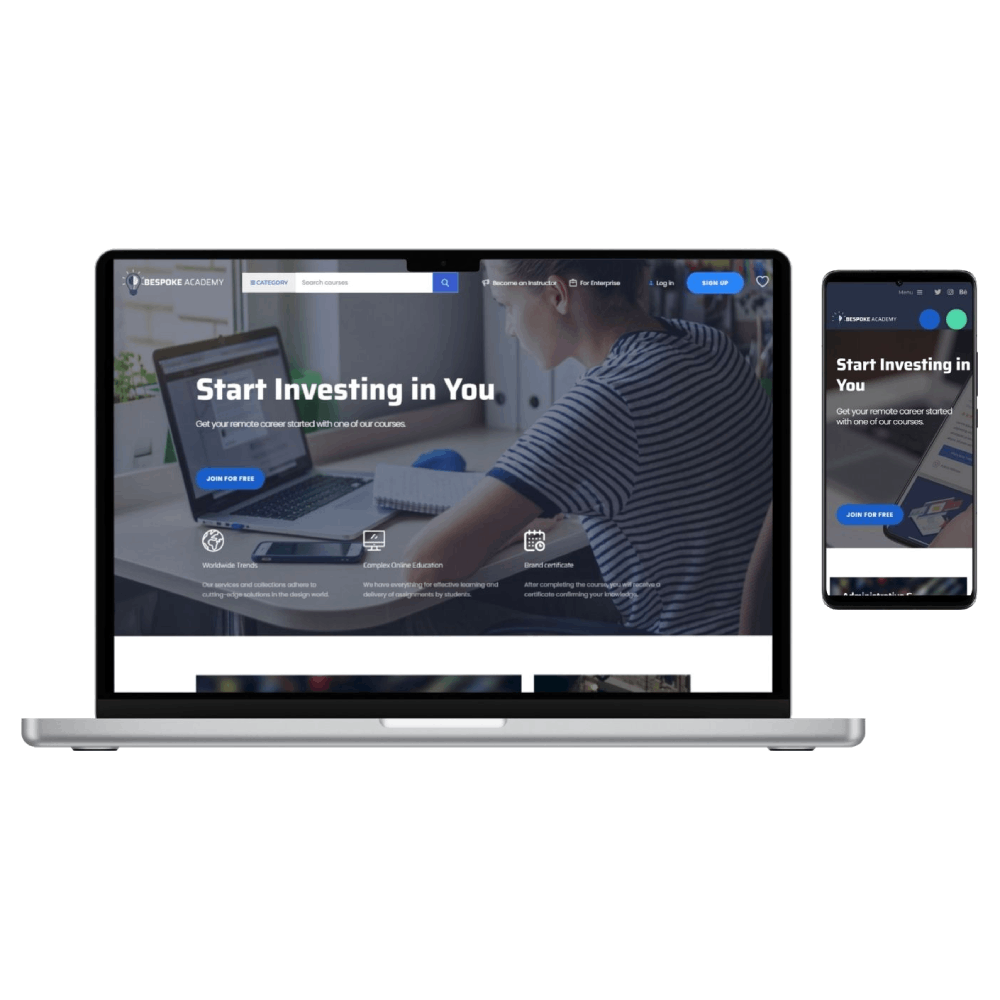 BESPOKE ACADEMY
CATEGORY
Search courses
Become an Instructor
For Enterprise
Log In
SIGN UP
Start Investing in You
Get your remote career started with one of our courses.
JOIN FOR FREE
Worldwide Trends
Our services and collections adhere to
cutting-edge solutions in the design world.
Complex Online Education
We have everything for effective learning and
delivery of assignments by students.
Brand certificate
After completing the course, you will receive a
certificate confirming your knowledge.
Menu
BESPOKE ACADEMY
Start Investing in
You
Get your remote career started
with one of our courses.
JOIN FOR FREE